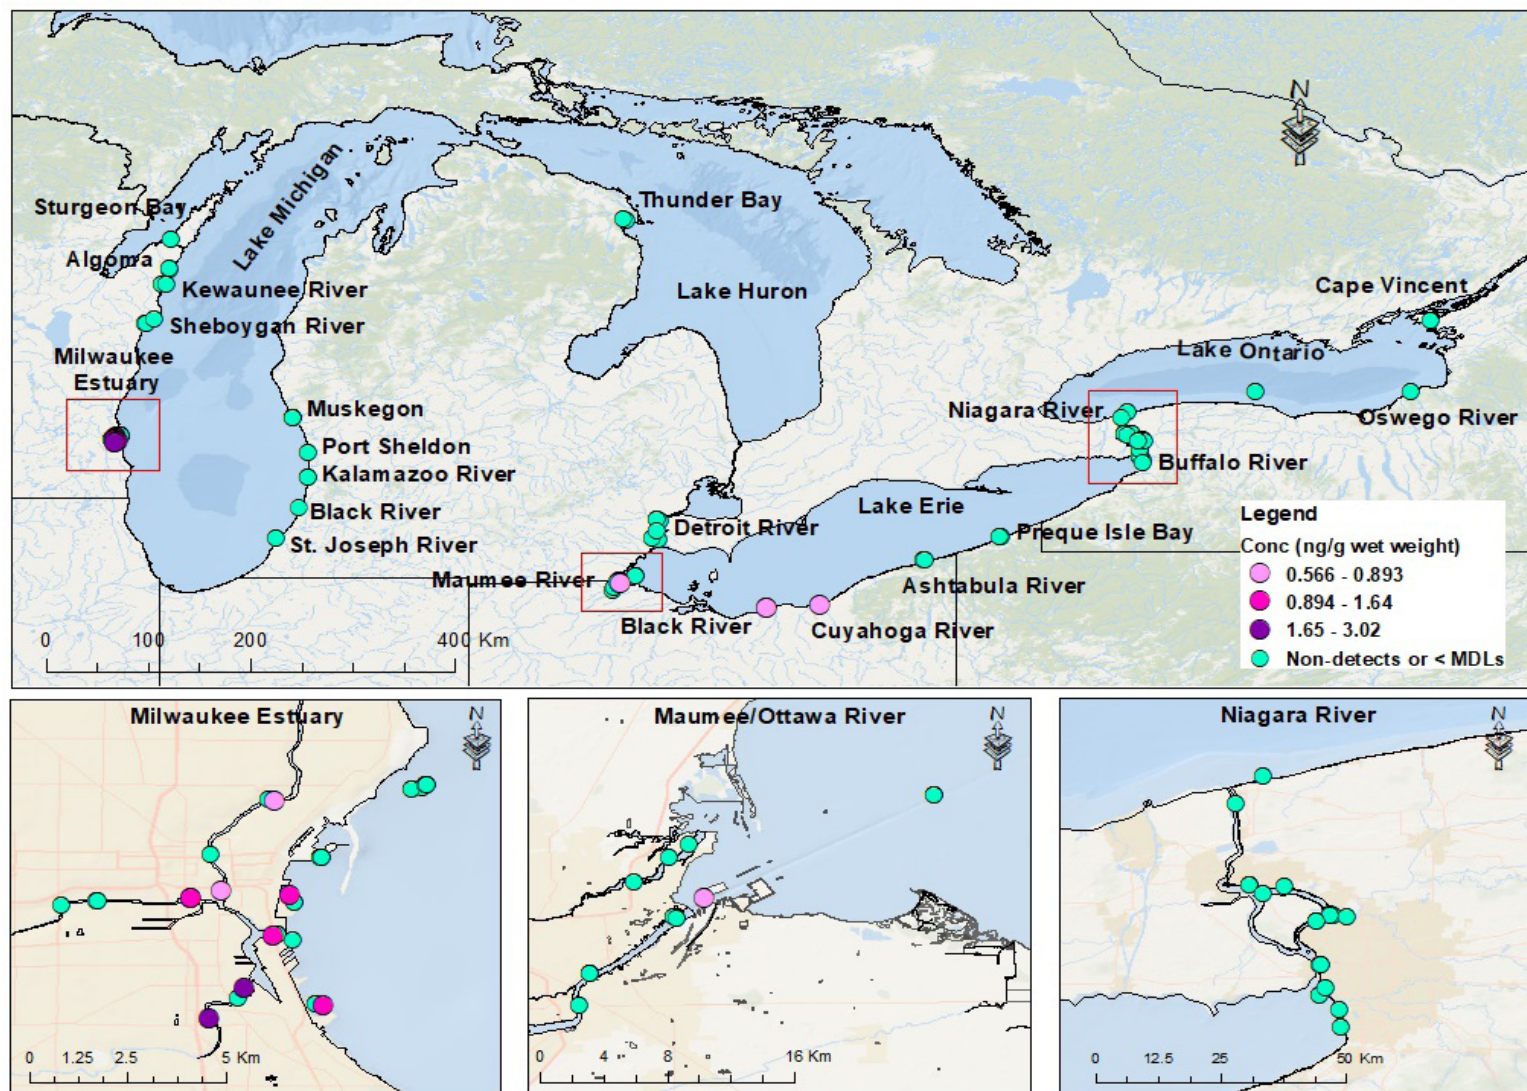 N
Sturgeon Bay
Lake Michigan
Thunder Bay
Algoma
Kewaunee River
Lake Huron
Cape Vincent
Sheboygan River
Milwaukee
Estuary
Lake Ontario
Muskegon
Niagara River
Oswego River
Port Sheldon
Kalamazoo River
Buffalo River
Black River
Lake Erie
Legend
St. Joseph River
Detroit River
Preque Isle Bay
Conc (ng/g wet weight)
Maumee River
Ashtabula River
0.566 - 0.893
0.894 - 1.64
Black River
Cuyahoga River
1.65 - 3.02
0 100 200 400 Km
Non-detects or < MDLs
Milwaukee Estuary
N
0 1.25 2.5 5 Km
Maumee/Ottawa River
N
0 4 8 16 Km
Niagara River
N
0 12.5 25 50 Km